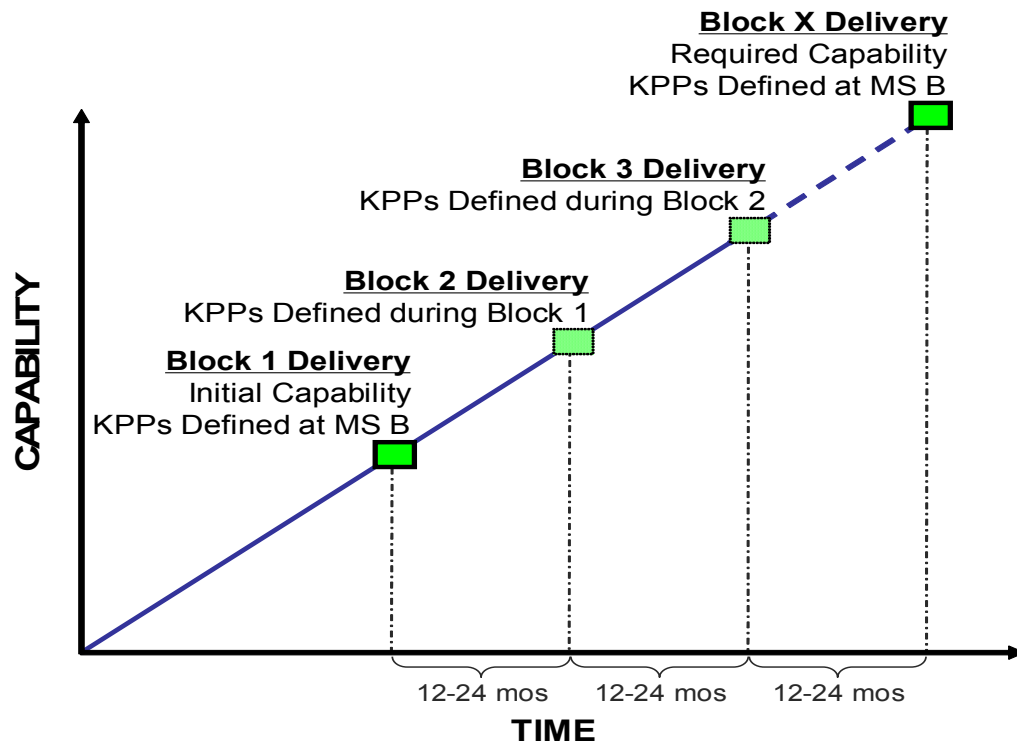 Block X Delivery
Required Capability
KPPs Defined at MS B
Block 3 Delivery
KPPs Defined during Block 2
Block 2 Delivery
KPPs Defined during Block 1
Block 1 Delivery
Initial Capability
KPPs Defined at MS B
CAPABILITY
12-24 mos
12-24 mos
12-24 mos
TIME